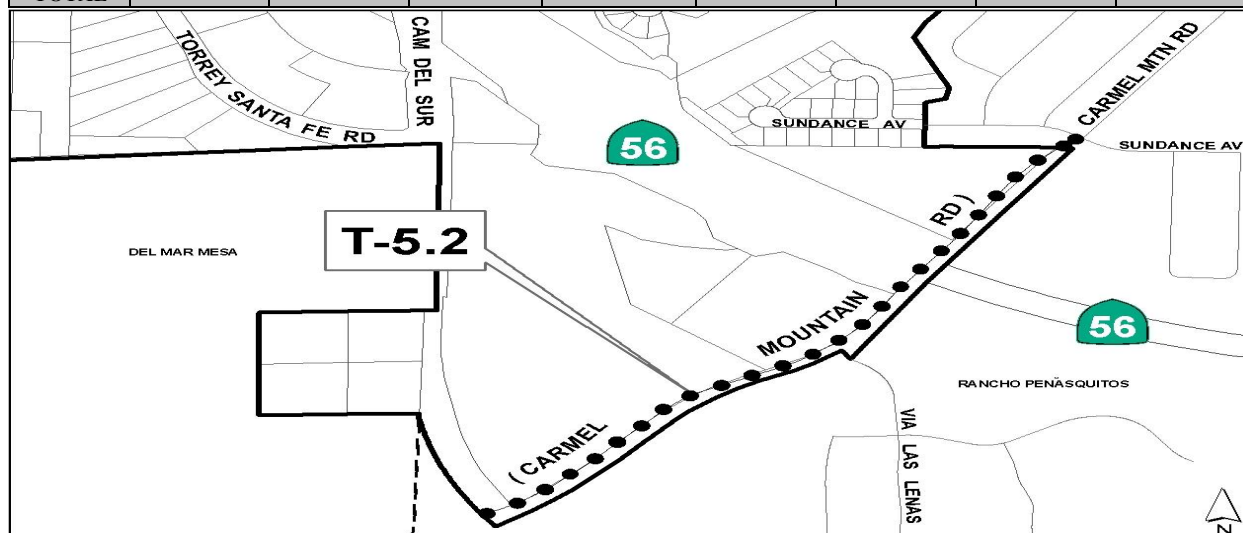 TORREY SANTA FE RD
CAM DEL SUR
56
SUNDANCE AV
CARMEL MTN RD
SUNDANCE AV
T-5.2
DEL MAR MESA
(CARMEL MOUNTAIN RD)
56
RANCHO PENASQUITOS
VIA LAS LENAS
N